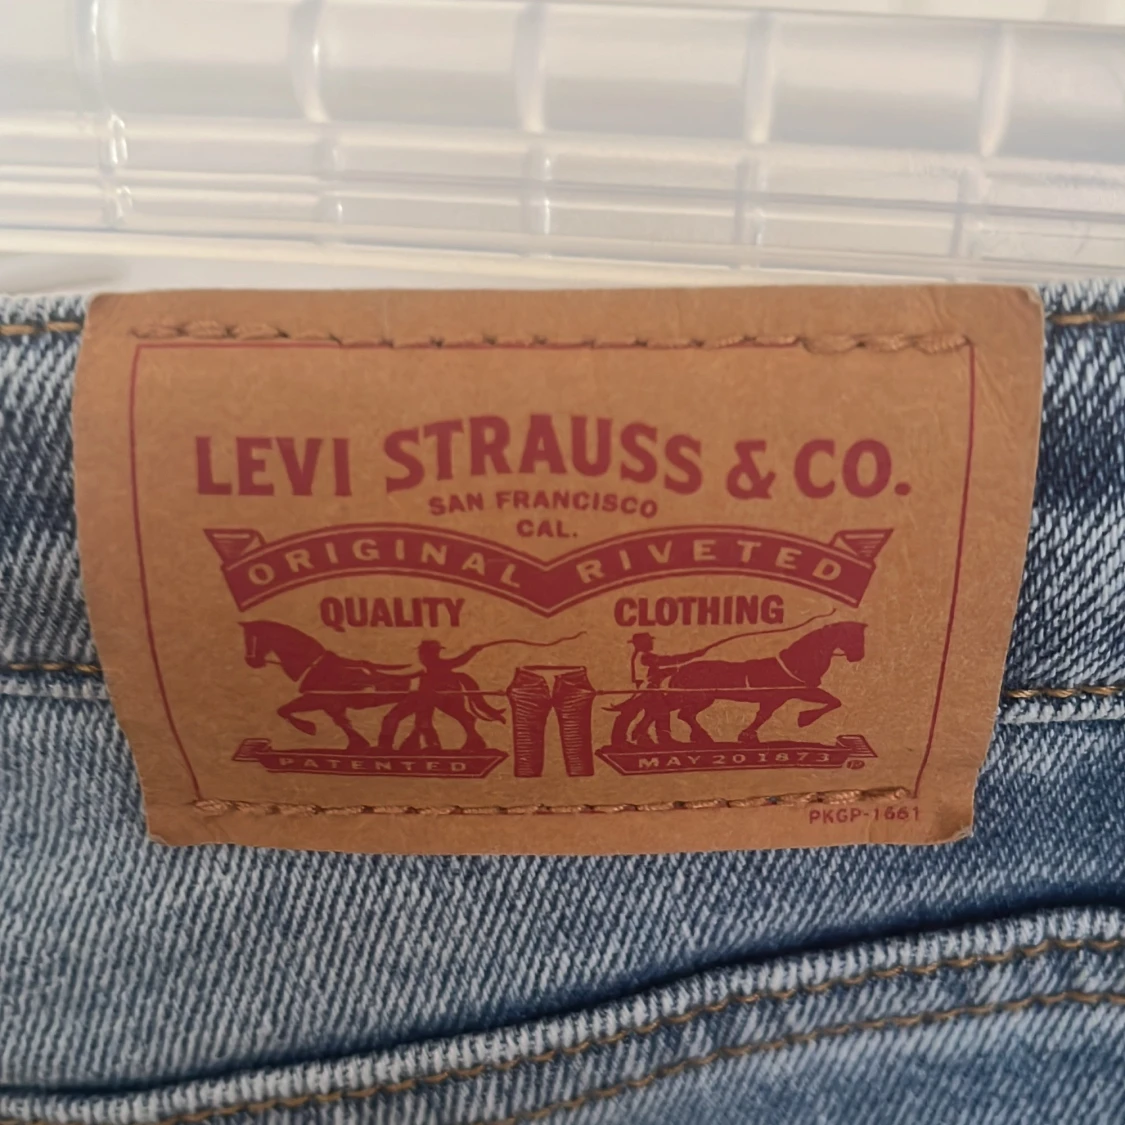 LEVI STRAUSS & CO.
SAN FRANCISCO
CAL.
ORIGINAL RIVETED
QUALITY CLOTHING
PATENTED MAY 20 1873 ®
PKGP-1661